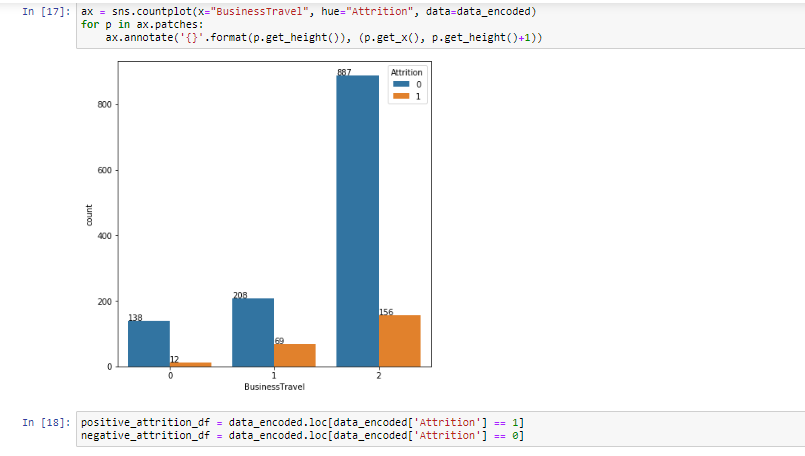 In [17]: ax = sns.countplot(x="BusinessTravel", hue="Attrition", data=data_encoded)
for p in ax.patches:
    ax.annotate('{}'.format(p.get_height()), (p.get_x(), p.get_height()+1))
887
Attrition
0
1
800
600
count
400
208
200
156
138
69
12
0
0 1 2
BusinessTravel
In [18]: positive_attrition_df = data_encoded.loc[data_encoded['Attrition'] == 1]
negative_attrition_df = data_encoded.loc[data_encoded['Attrition'] == 0]